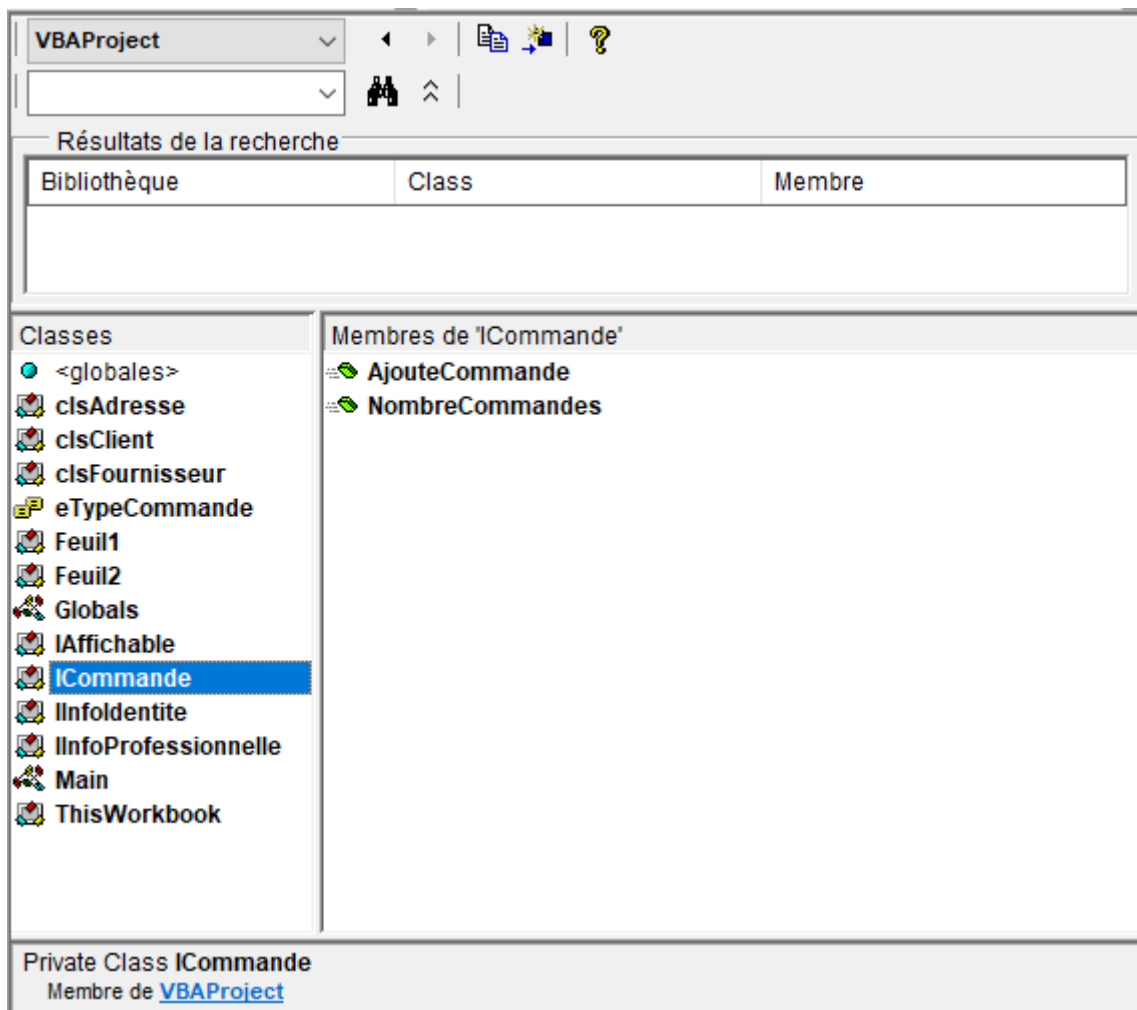 VBAProject
Résultats de la recherche
Bibliothèque Class Membre
Classes
<globales>
clsAdresse
clsClient
clsFournisseur
eTypeCommande
Feuil1
Feuil2
Globals
IAffichable
ICommande
IInfoIdentite
IInfoProfessionnelle
Main
ThisWorkbook
Membres de 'ICommande'
AjouteCommande
NombreCommandes
Private Class ICommande
Membre de VBAProject